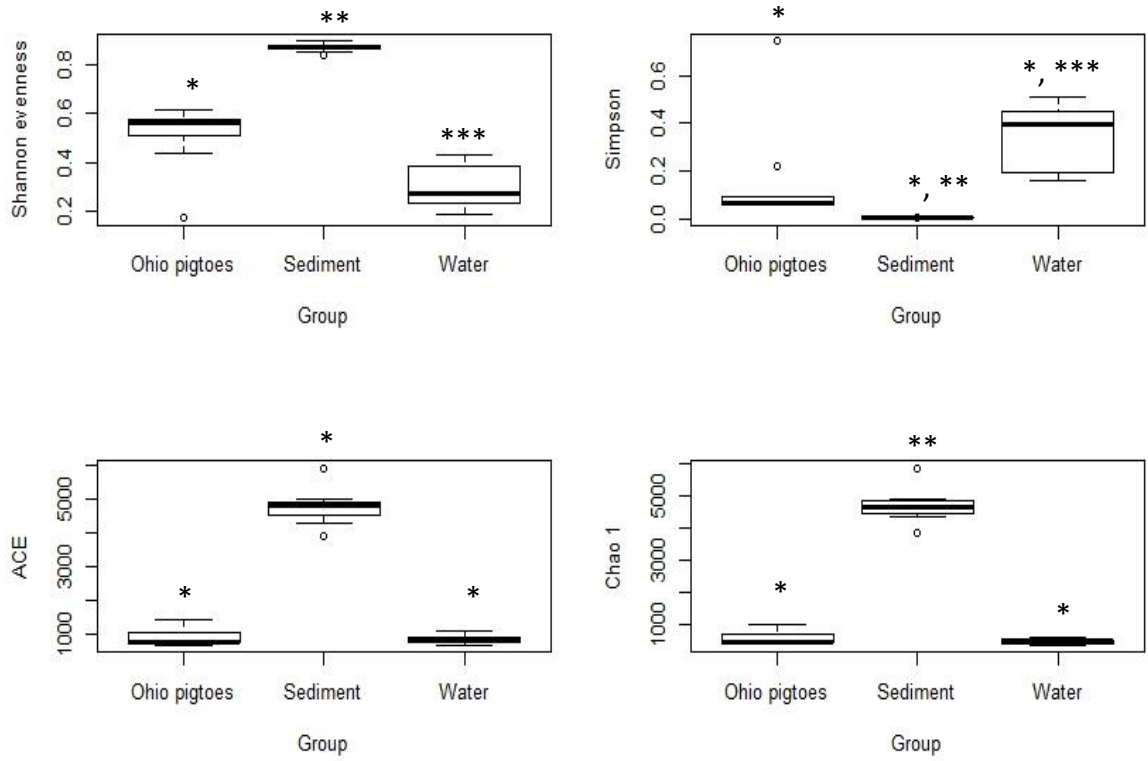 *
**
***
Shannon evenness
0.8
0.6
0.4
0.2
Ohio pigtoes Sediment Water
Group
*
*, **
*, ***
Simpson
0.6
0.4
0.2
0.0
Ohio pigtoes Sediment Water
Group
*
*
*
ACE
5000
3000
1000
Ohio pigtoes Sediment Water
Group
*
**
*
Chao 1
5000
3000
1000
Ohio pigtoes Sediment Water
Group